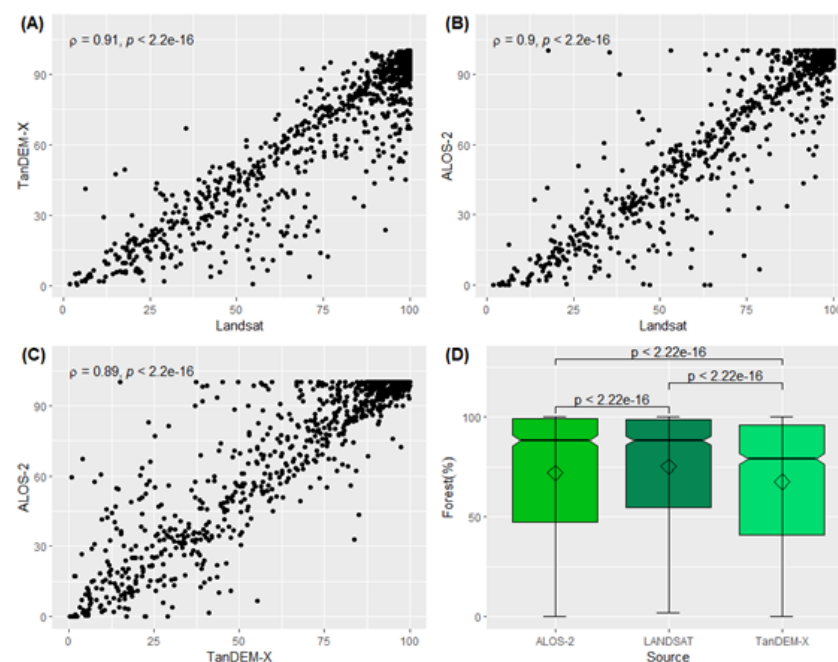 (A)
ρ = 0.91, p < 2.2e-16
90
60
30
0
TanDEM-X
0 25 50 75 100
Landsat
(B)
ρ = 0.9, p < 2.2e-16
90
60
30
0
ALOS-2
0 25 50 75 100
Landsat
(C)
ρ = 0.89, p < 2.2e-16
90
60
30
0
ALOS-2
0 25 50 75 100
TanDEM-X
(D)
p < 2.22e-16
p < 2.22e-16
p < 2.22e-16
100
50
0
Forest(%)
ALOS-2 LANDSAT TanDEM-X
Source